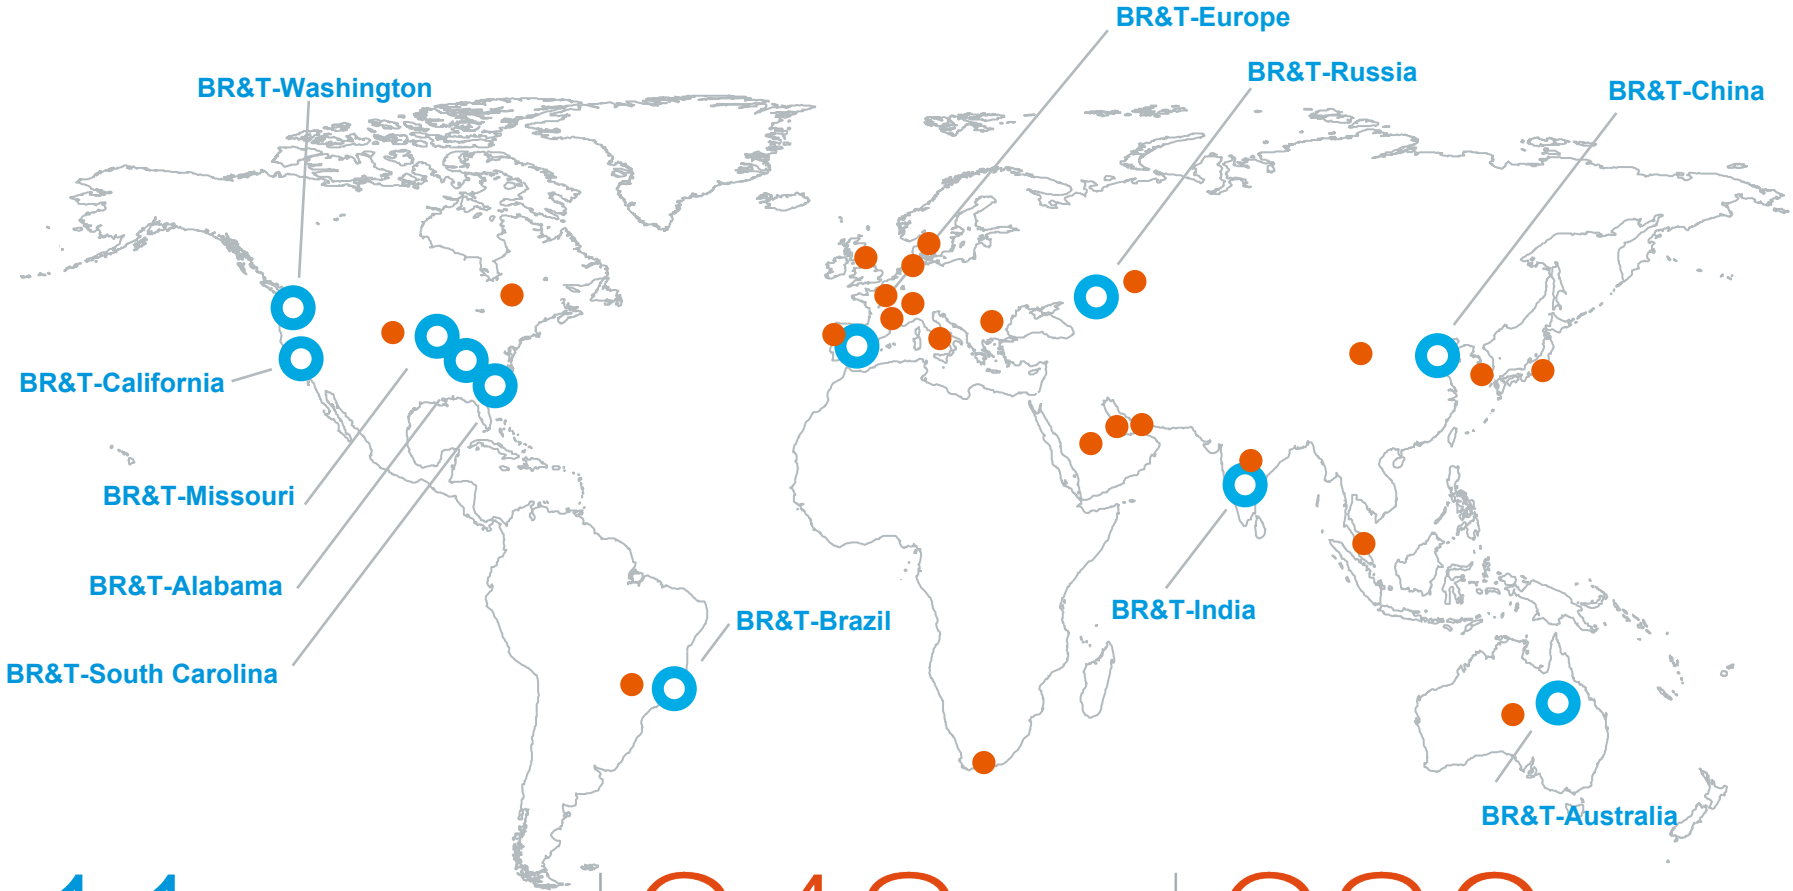 BR&T-Europe
BR&T-Russia
BR&T-Washington
BR&T-China
BR&T-California
BR&T-Missouri
BR&T-Alabama
BR&T-India
BR&T-Brazil
BR&T-South Carolina
BR&T-Australia
11